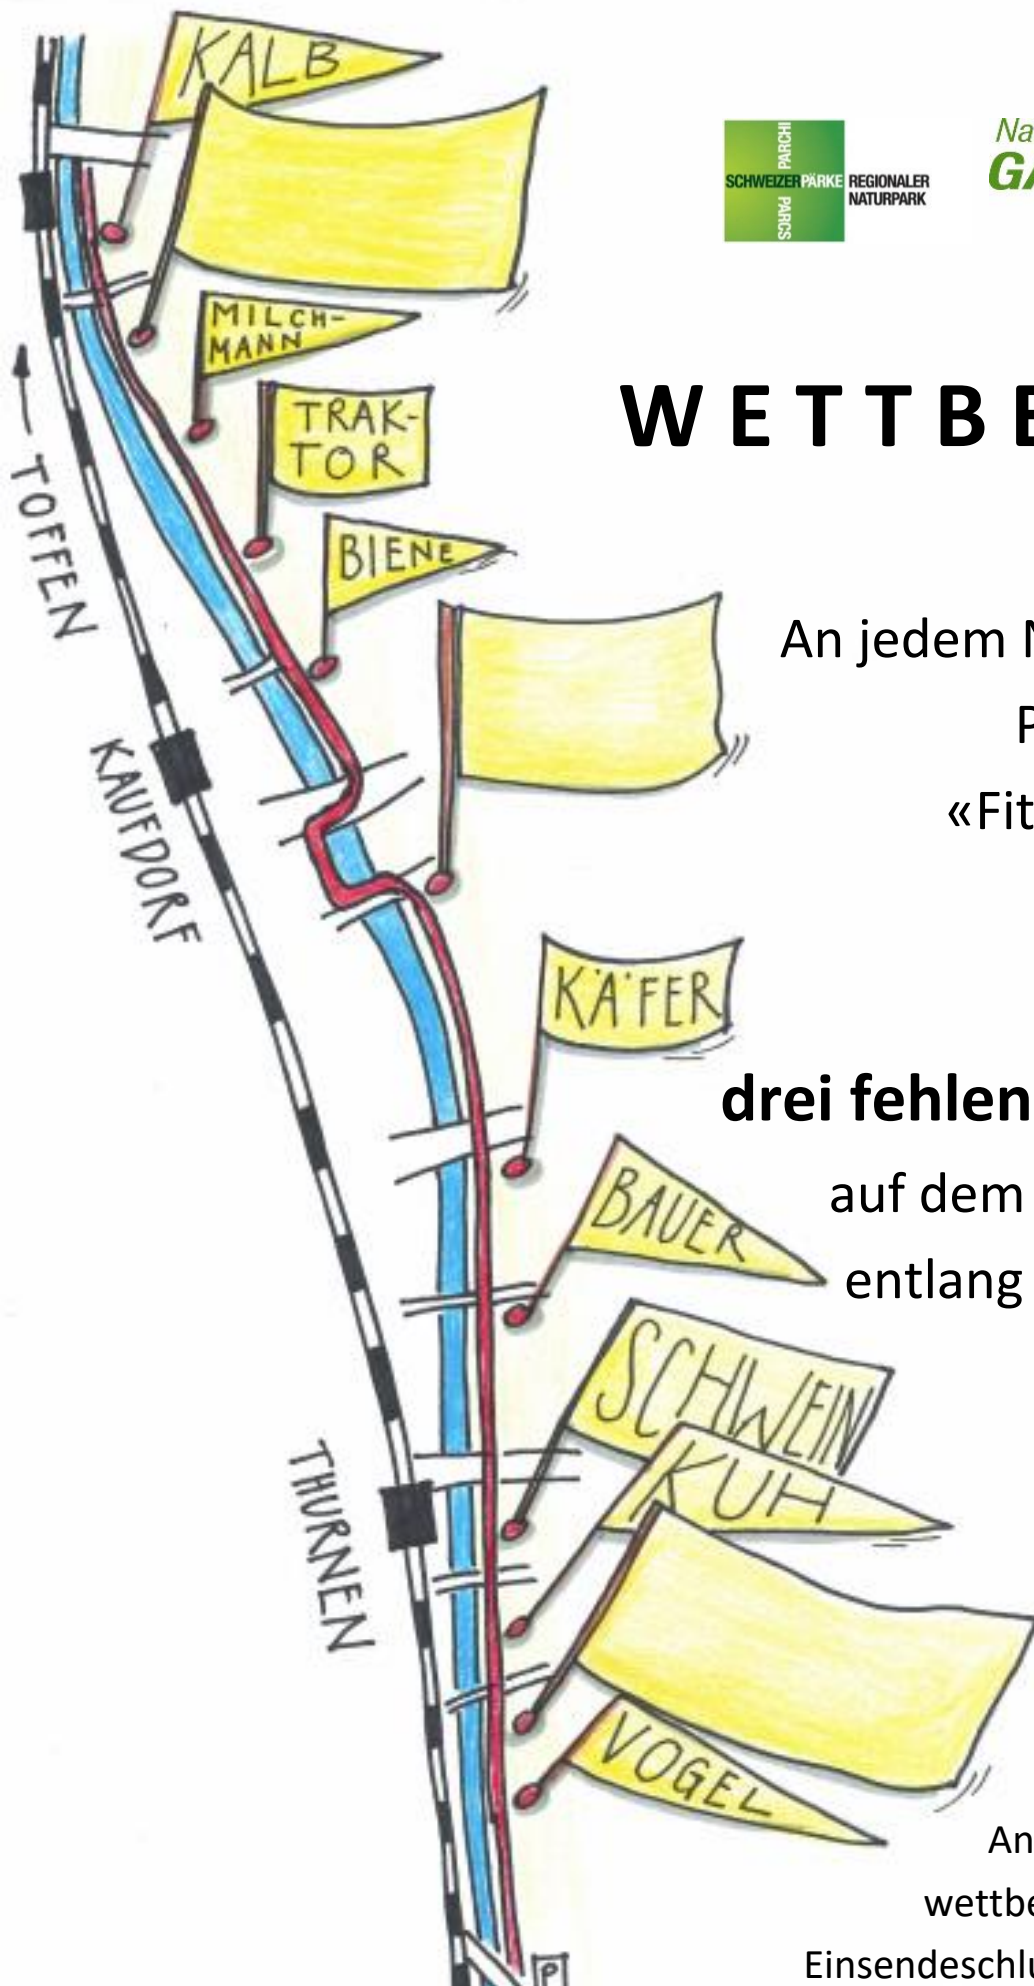 KALB
PARCHI
SCHWEIZER PÄRKE REGIONALER
NATURPARK
PARCS
Na
GA
MILCH-
MANN
WETTBE
TRAK-
TOR
TOFFEN
BIENE
An jedem N
P
«Fit
KAUFDORF
KÄFER
drei fehlen
auf dem
BAUER
entlang
SCHWEIN
KUH
THURNEN
VOGEL
An
wettbe
Einsendeschlu
P